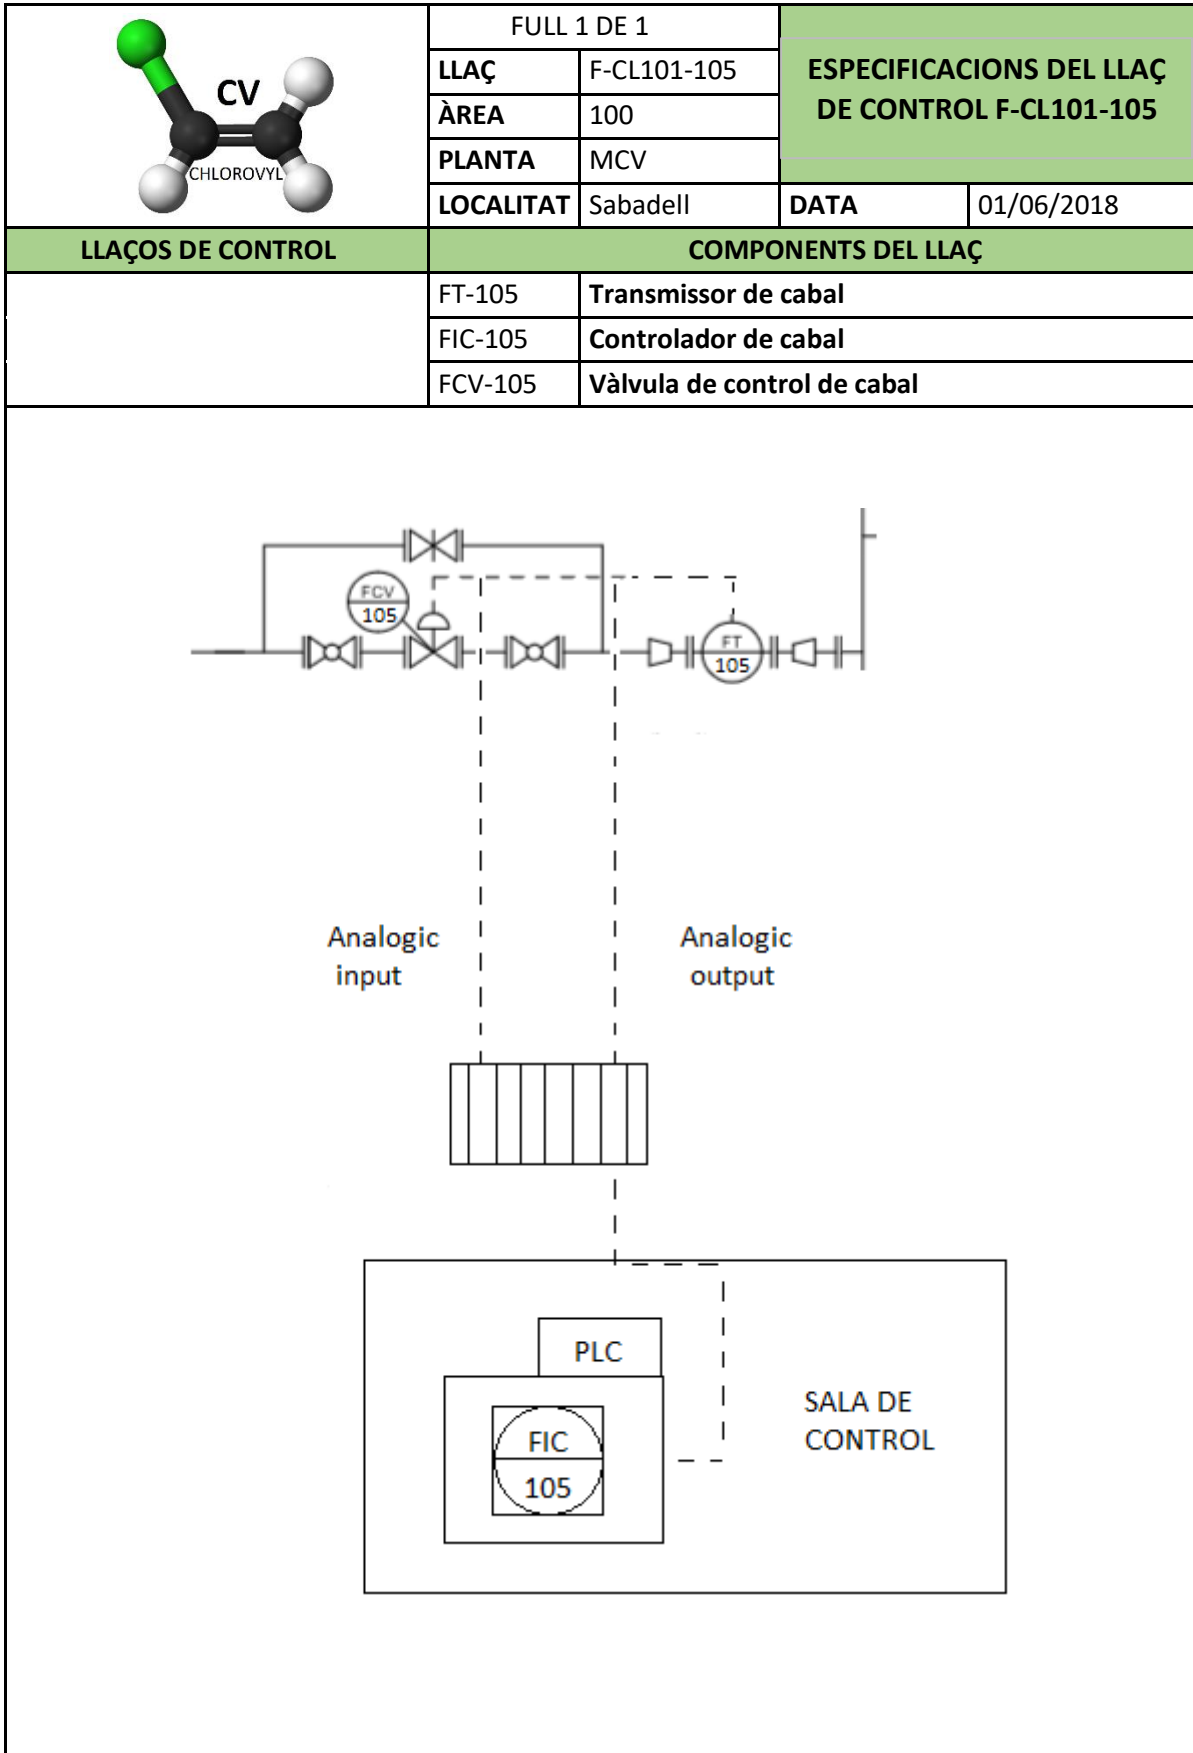 CV
CHLOROVYL
FULL 1 DE 1
LLAÇ F-CL101-105
ÀREA 100
PLANTA MCV
LOCALITAT Sabadell
ESPECIFICACIONS DEL LLAÇ
DE CONTROL F-CL101-105
DATA 01/06/2018
LLAÇOS DE CONTROL
COMPONENTS DEL LLAÇ
FT-105 Transmissor de cabal
FIC-105 Controlador de cabal
FCV-105 Vàlvula de control de cabal
FCV
105
FT
105
Analogic
input
Analogic
output
PLC
FIC
105
SALA DE
CONTROL